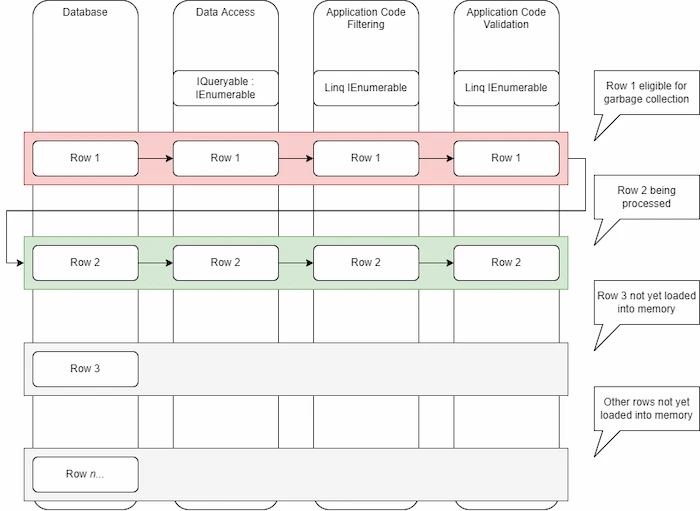 Database
Data Access
Application Code
Filtering
Application Code
Validation
IQueryable :
IEnumerable
Linq IEnumerable
Linq IEnumerable
Row 1 eligible for
garbage collection
Row 1
Row 1
Row 1
Row 1
Row 2 being
processed
Row 2
Row 2
Row 2
Row 2
Row 3 not yet loaded
into memory
Row 3
Other rows not yet
loaded into memory
Row n...